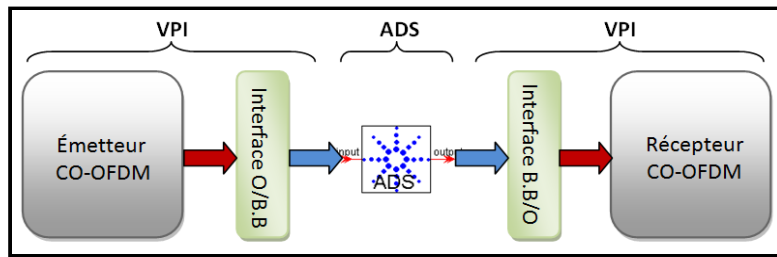 VPI
ADS
VPI
Émetteur
CO-OFDM
Interface O/B.B
input
output
ADS
Interface B.B/O
Récepteur
CO-OFDM